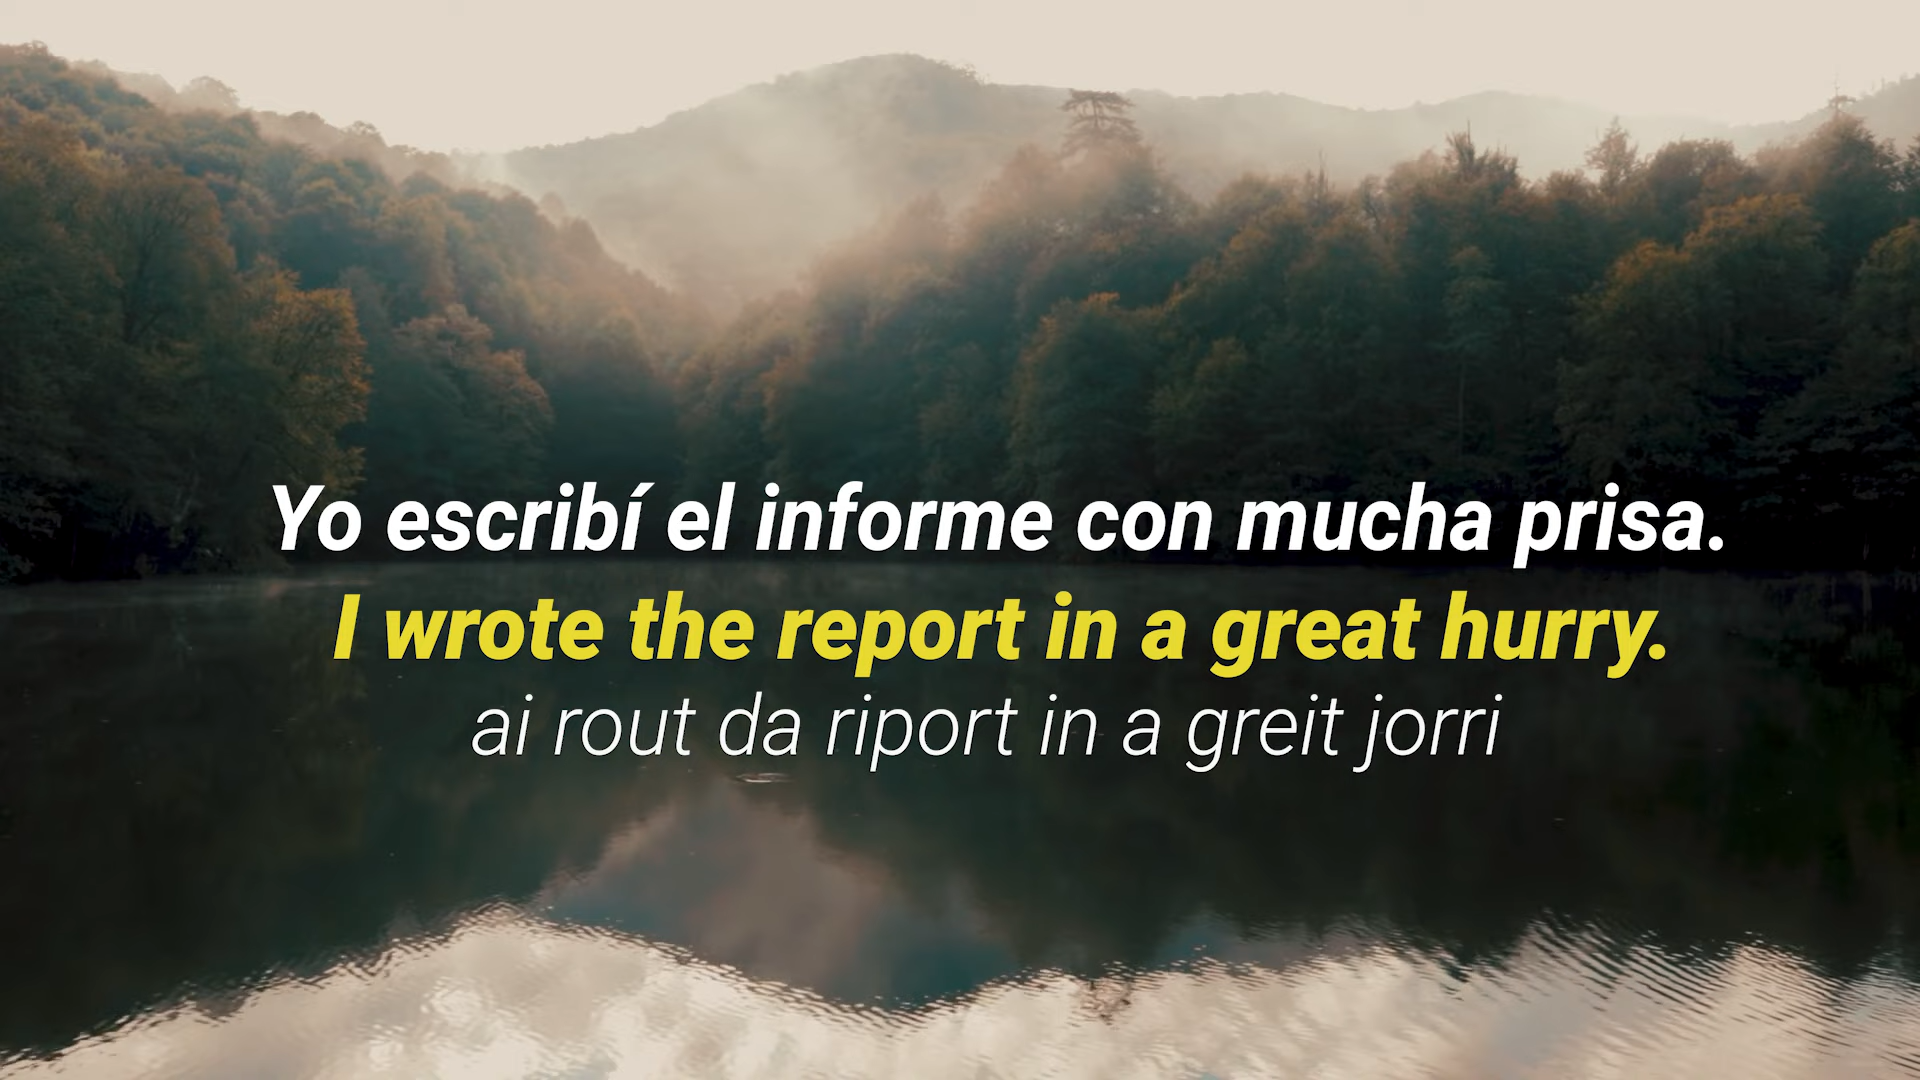 Yo escribí el informe con mucha prisa.
I wrote the report in a great hurry.
ai rout da riport in a greit jorri